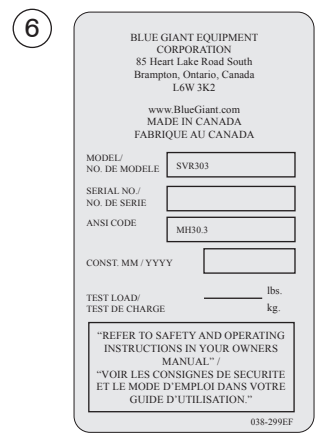 6
BLUE GIANT EQUIPMENT
CORPORATION
85 Heart Lake Road South
Brampton, Ontario, Canada
L6W 3K2
www.BlueGiant.com
MADE IN CANADA
FABRIQUE AU CANADA
MODEL/
NO. DE MODELE SVR303
SERIAL NO./
NO. DE SERIE
ANSI CODE MH30.3
CONST. MM / YYYY
lbs.
TEST LOAD/
TEST DE CHARGE kg.
“REFER TO SAFETY AND OPERATING
INSTRUCTIONS IN YOUR OWNERS
MANUAL” /
“VOIR LES CONSIGNES DE SECURITE
ET LE MODE D’EMPLOI DANS VOTRE
GUIDE D’UTILISATION.”
038-299EF